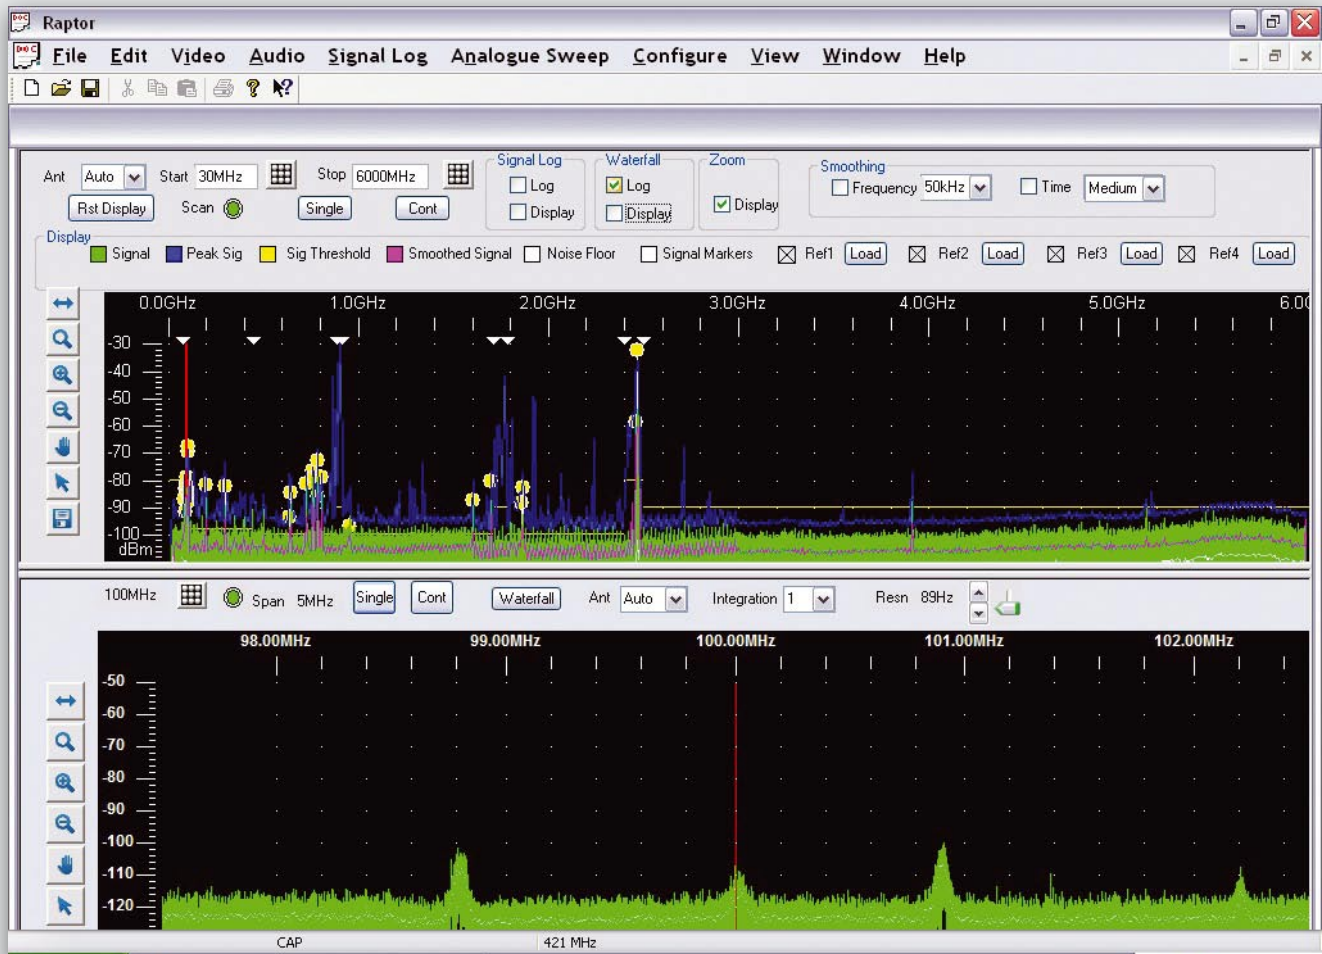 Raptor
File Edit Video Audio Signal Log Analogue Sweep Configure View Window Help
Signal Log Waterfall Zoom Smoothing
Ant Auto Start 30MHz Stop 6000MHz Log Log Display Frequency 50kHz Time Medium
Rst Display Scan Single Cont Display Display
Display
Signal Peak Sig Sig Threshold Smoothed Signal Noise Floor Signal Markers Ref1 Load Ref2 Load Ref3 Load Ref4 Load
0.0GHz 1.0GHz 2.0GHz 3.0GHz 4.0GHz 5.0GHz 6.0G
-30
-40
-50
-60
-70
-80
-90
-100
dBm
100MHz Span 5MHz Single Cont Waterfall Ant Auto Integration 1 Resn 89Hz
98.00MHz 99.00MHz 100.00MHz 101.00MHz 102.00MHz
-50
-60
-70
-80
-90
-100
-110
-120
CAP 421 MHz